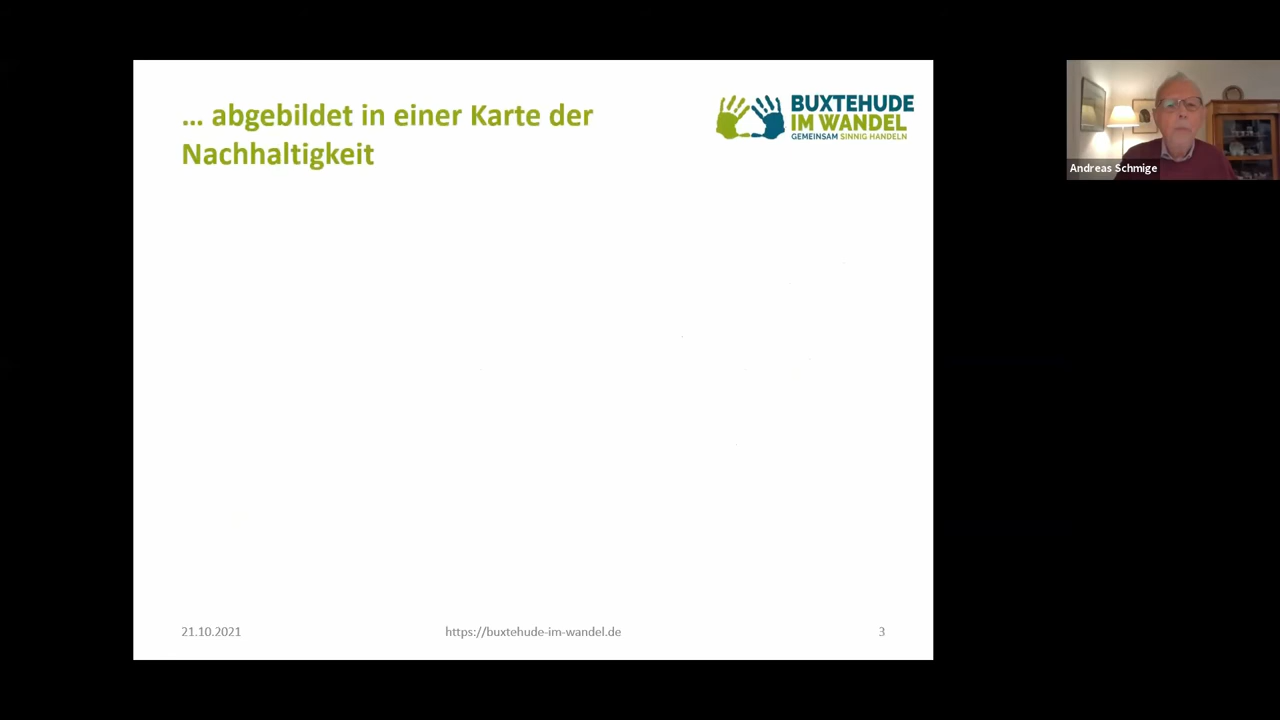 ... abgebildet in einer Karte der
Nachhaltigkeit
BUXTEHUDE
IM WANDEL
GEMEINSAM SINNIG HANDELN
Andreas Schmige
21.10.2021
https://buxtehude-im-wandel.de
3